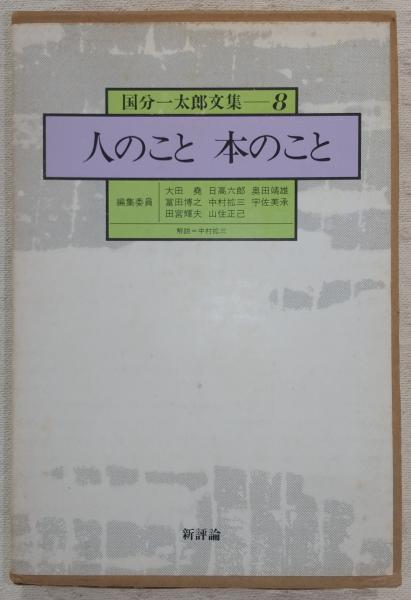 国分一太郎文集―8
人のこと 本のこと
編集委員
大田 堯 日高六郎 奥田靖雄
冨田博之 中村拡三 宇佐美承
田宮輝夫 山住正己
解説=中村拡三
新評論